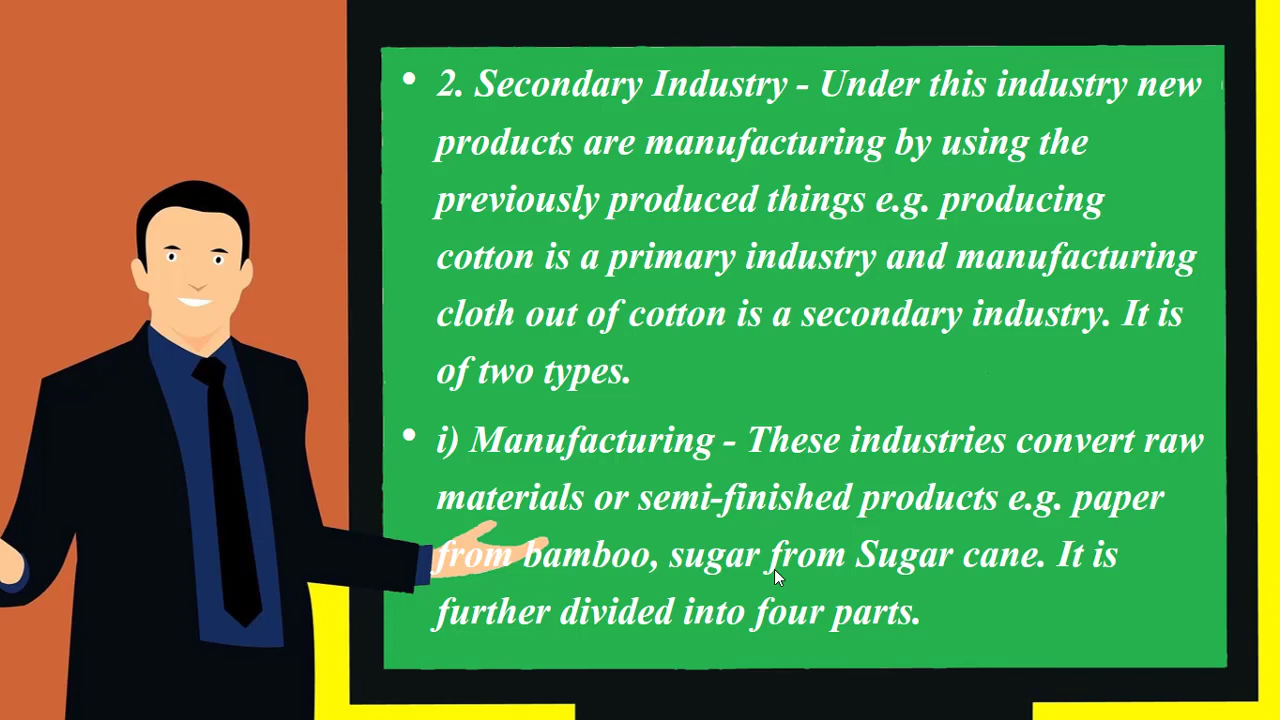 • 2. Secondary Industry - Under this industry new
products are manufacturing by using the
previously produced things e.g. producing
cotton is a primary industry and manufacturing
cloth out of cotton is a secondary industry. It is
of two types.
• i) Manufacturing - These industries convert raw
materials or semi-finished products e.g. paper
from bamboo, sugar from Sugar cane. It is
further divided into four parts.